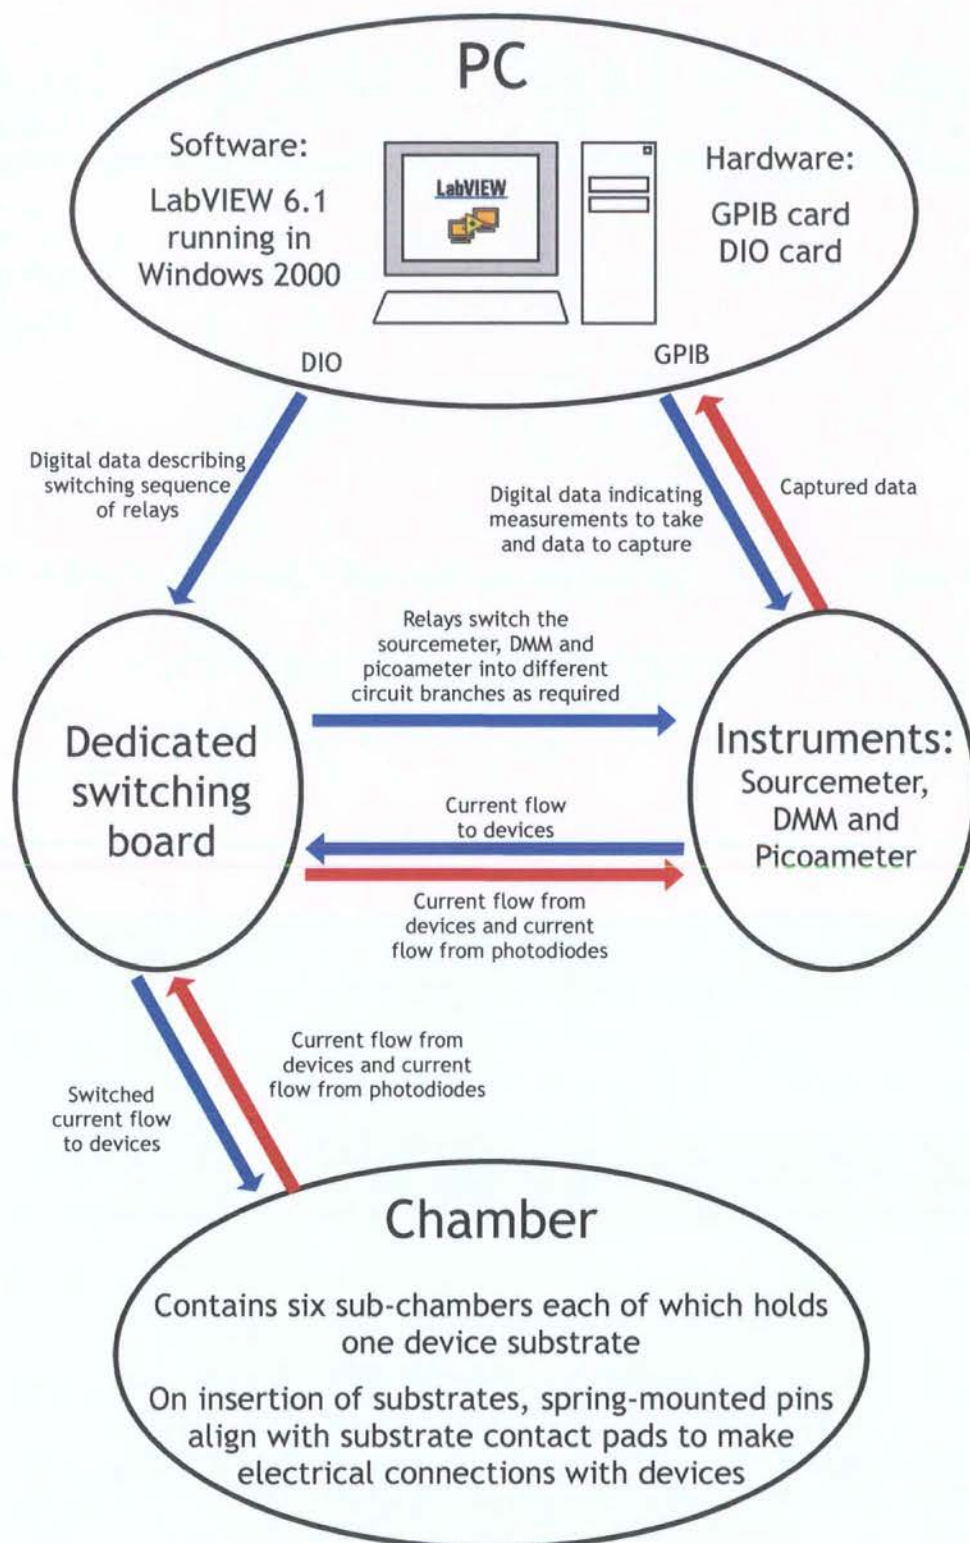 PC
Software:
LabVIEW 6.1
running in
Windows 2000
LabVIEW
Hardware:
GPIB card
DIO card
DIO
GPIB
Digital data describing
switching sequence
of relays
Digital data indicating
measurements to take
and data to capture
Captured data
Relays switch the
sourcemeter, DMM and
picoameter into different
circuit branches as required
Dedicated
switching
board
Instruments:
Sourcemeter,
DMM and
Picoameter
Current flow
to devices
Current flow from
devices and current
flow from photodiodes
Current flow from
devices and current
flow from photodiodes
Switched
current flow
to devices
Chamber
Contains six sub-chambers each of which holds
one device substrate
On insertion of substrates, spring-mounted pins
align with substrate contact pads to make
electrical connections with devices